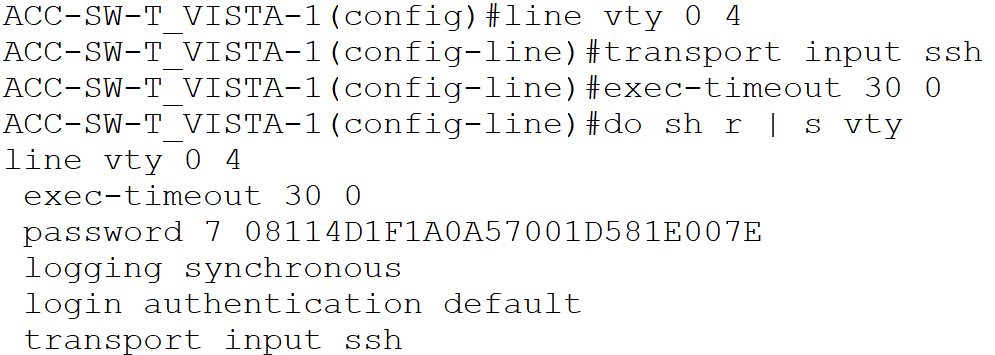 ACC-SW-T_VISTA-1(config)#line vty 0 4
ACC-SW-T_VISTA-1(config-line)#transport input ssh
ACC-SW-T_VISTA-1(config-line)#exec-timeout 30 0
ACC-SW-T_VISTA-1(config-line)#do sh r | s vty
line vty 0 4
 exec-timeout 30 0
 password 7 08114D1F1A0A57001D581E007E
 logging synchronous
 login authentication default
 transport input ssh